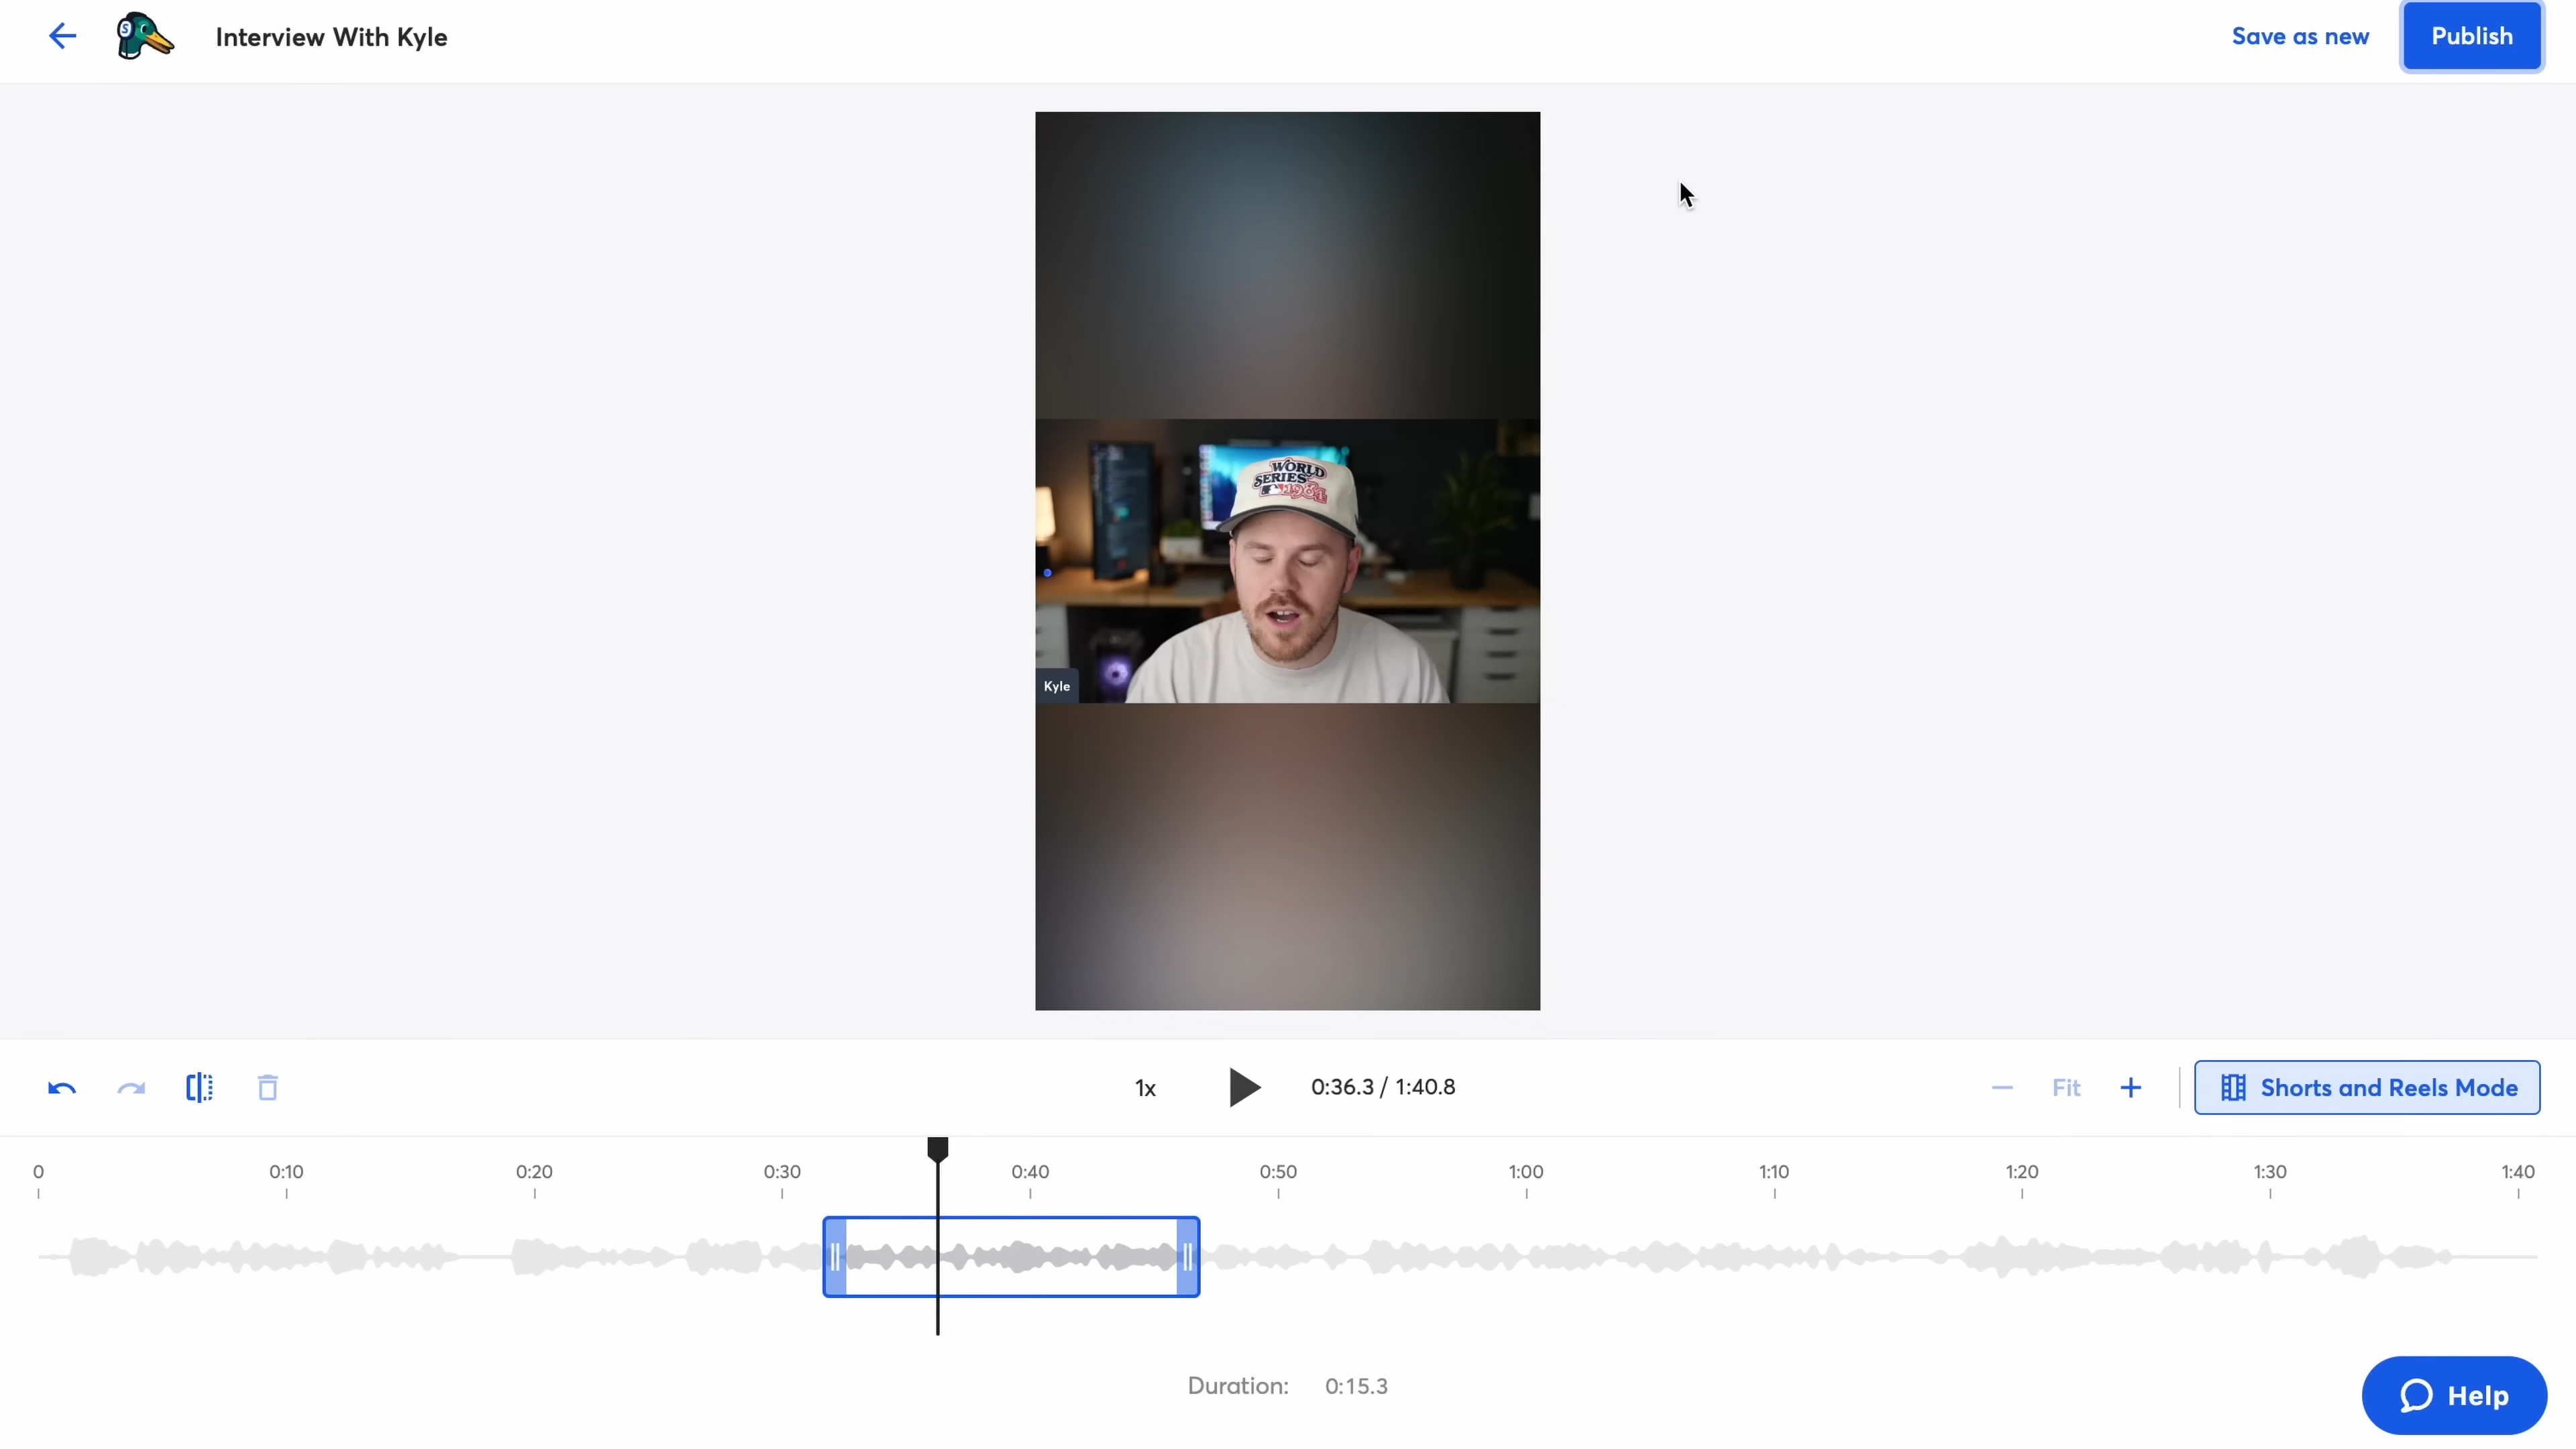 S
Interview With Kyle
Save as new
Publish
WORLD
SERIES
1981
Kyle
1x
0:36.3 / 1:40.8
Fit
Shorts and Reels Mode
0 0:10 0:20 0:30 0:40 0:50 1:00 1:10 1:20 1:30 1:40
Duration: 0:15.3
Help